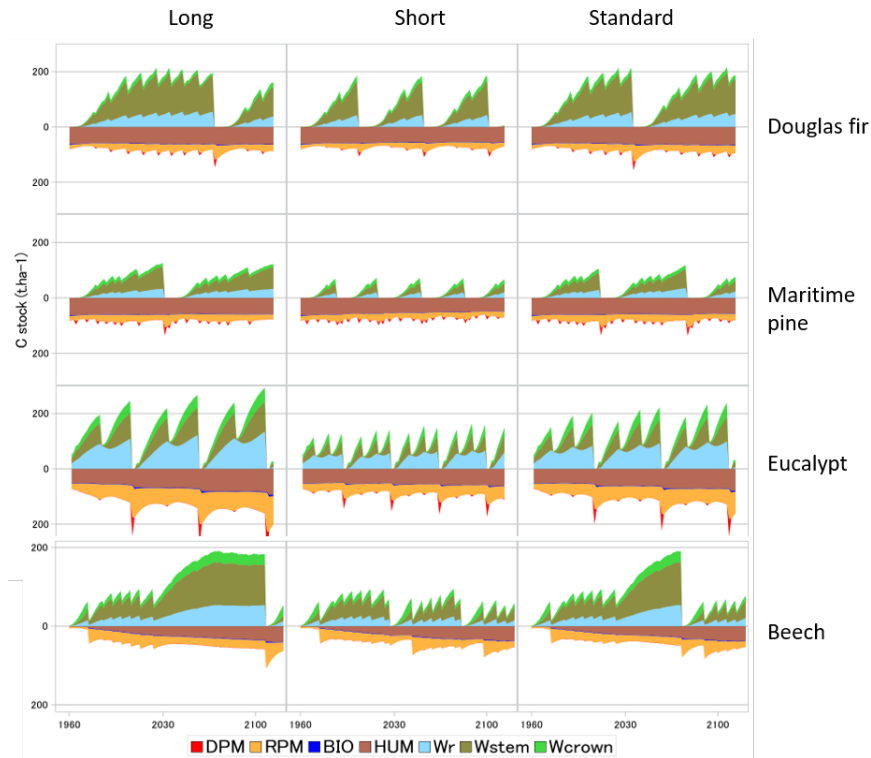 Long Short Standard
200
0
200
Douglas fir
200
0
200
Maritime
pine
C stock (t.ha-1)
200
0
200
Eucalypt
200
0
200
Beech
1960 2030 2100 1960 2030 2100 1960 2030 2100
DPM RPM BIO HUM Wr Wstem Wcrown